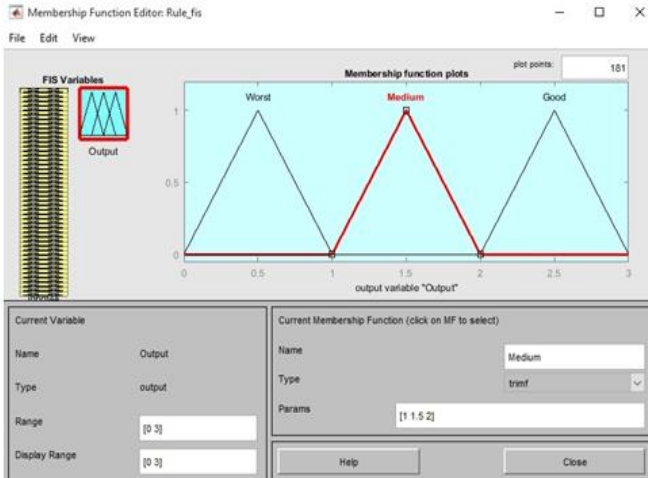 Membership Function Editor: Rule_fis
File Edit View
FIS Variables
Output
Membership function plots
plot points: 181
Worst Medium Good
1
0.5
0
0 0.5 1 1.5 2 2.5 3
output variable "Output"
Current Variable
Name Output
Type output
Range [0 3]
Display Range [0 3]
Current Membership Function (click on MF to select)
Name Medium
Type trimf
Params [1 1.5 2]
Help Close